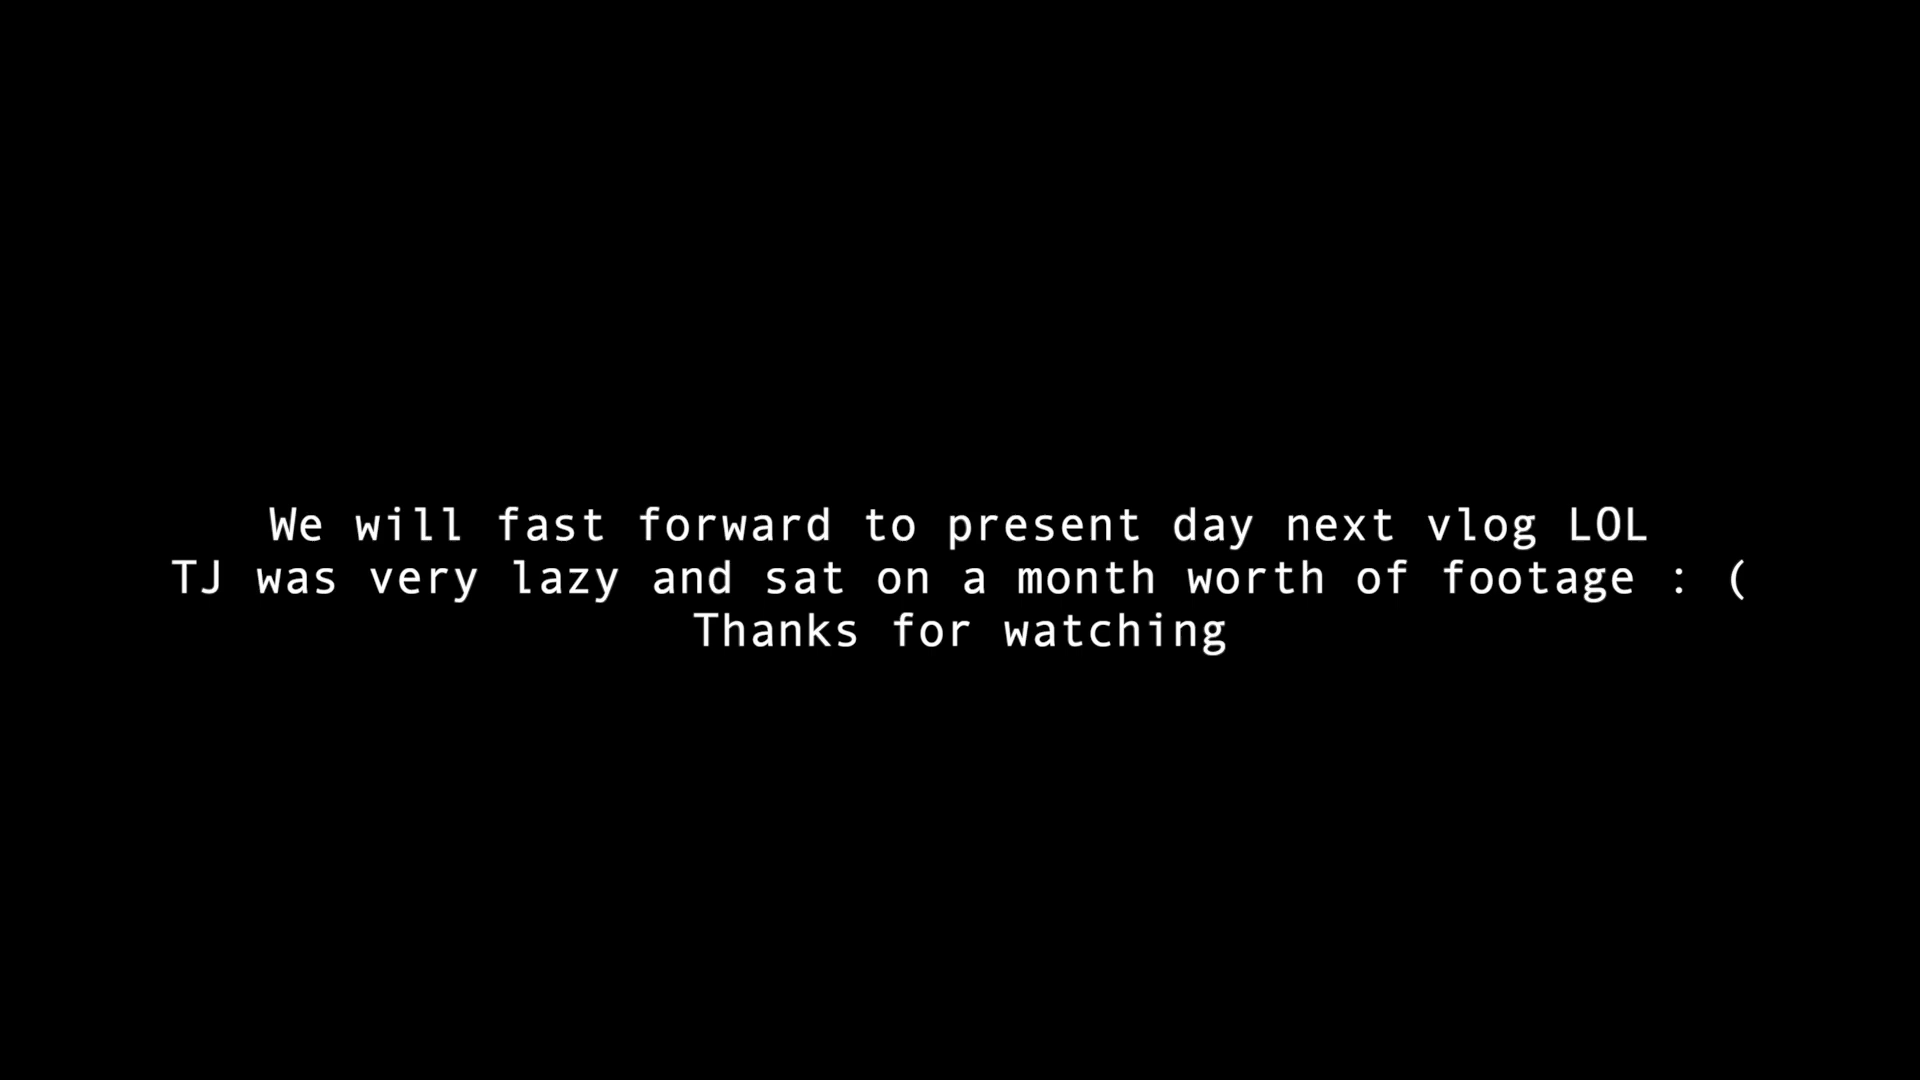 We will fast forward to present day next vlog LOL
TJ was very lazy and sat on a month worth of footage : (
Thanks for watching